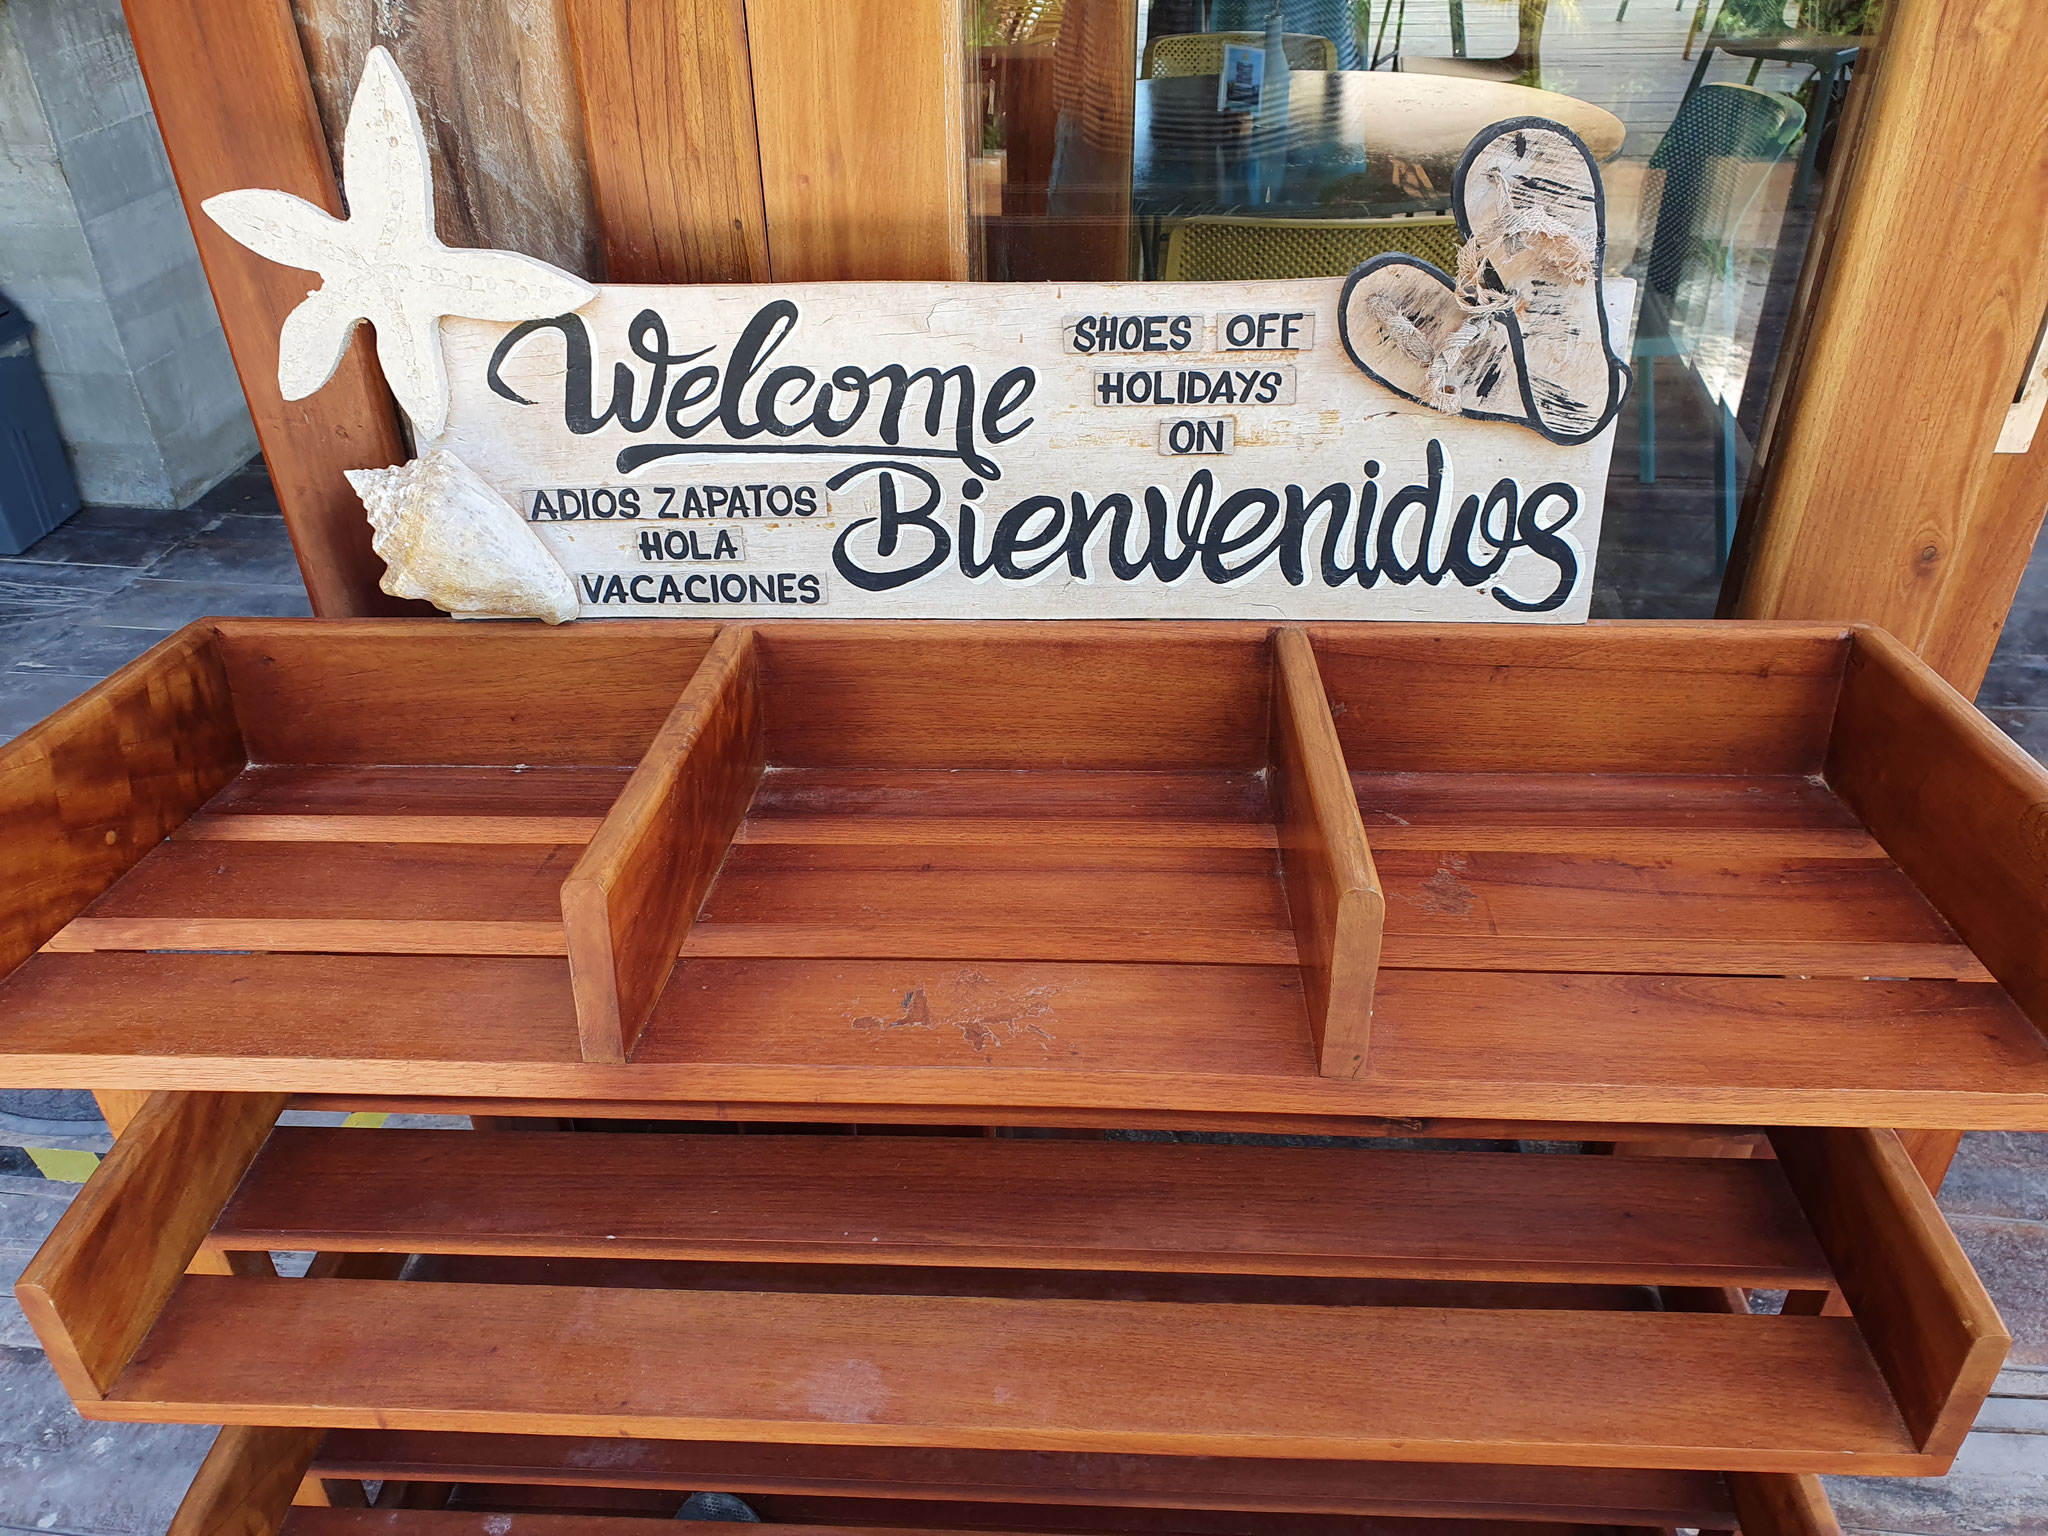 Welcome
SHOES OFF
HOLIDAYS
ON
ADIOS ZAPATOS
HOLA
VACACIONES
Bienvenidos